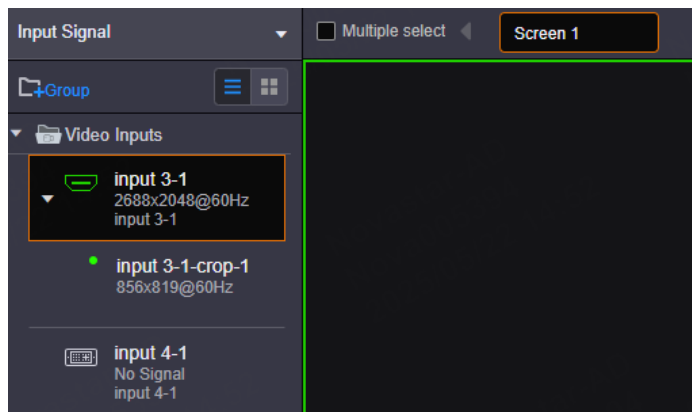 Input Signal
Multiple select
Screen 1
Group
Video Inputs
input 3-1
2688x2048@60Hz
input 3-1
input 3-1-crop-1
856x819@60Hz
input 4-1
No Signal
input 4-1